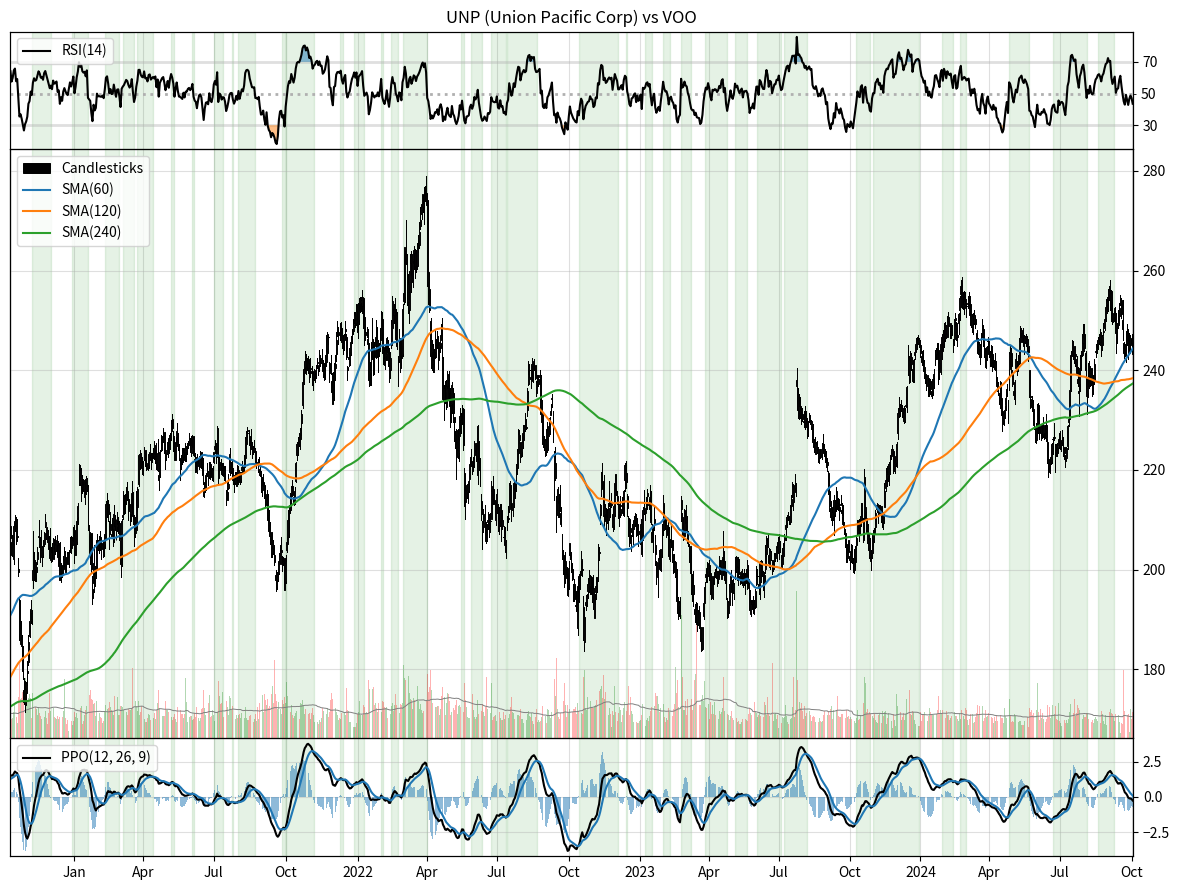 UNP (Union Pacific Corp) vs VOO
RSI(14)
70
50
30
Candlesticks
SMA(60)
SMA(120)
SMA(240)
280
260
240
220
200
180
PPO(12, 26, 9)
2.5
0.0
−2.5
Jan Apr Jul Oct 2022 Apr Jul Oct 2023 Apr Jul Oct 2024 Apr Jul Oct